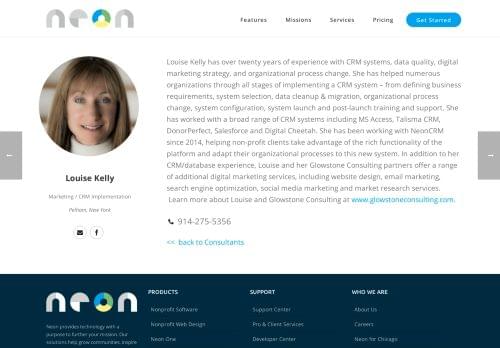 neon
Features Missions Services Pricing Get Started
Louise Kelly has over twenty years of experience with CRM systems, data quality, digital
marketing strategy, and organizational process change. She has helped numerous
organizations through all stages of implementing a CRM system – from defining business
requirements, system selection, data cleanup & migration, organizational process
change, system configuration, system launch and post-launch training and support. She
has worked with a broad range of CRM systems including MS Access, Talisma CRM,
DonorPerfect, Salesforce and Digital Cheetah. She has been working with NeonCRM
since 2014, helping non-profit clients take advantage of the rich functionality of the
platform and adapt their organizational processes to this new system. In addition to her
CRM/database experience, Louise and her Glowstone Consulting partners offer a range
of additional digital marketing services, including website design, email marketing,
search engine optimization, social media marketing and market research services.
Learn more about Louise and Glowstone Consulting at www.glowstoneconsulting.com.
Louise Kelly
Marketing / CRM Implementation
Pelham, New York
914-275-5356
<< back to Consultants
neon
Neon provides technology with a
purpose to further your mission. Our
solutions help grow communities, inspire
PRODUCTS
Nonprofit Software
Nonprofit Web Design
Neon One
SUPPORT
Support Center
Pro & Client Services
Developer Center
WHO WE ARE
About Us
Careers
Neon for Chicago